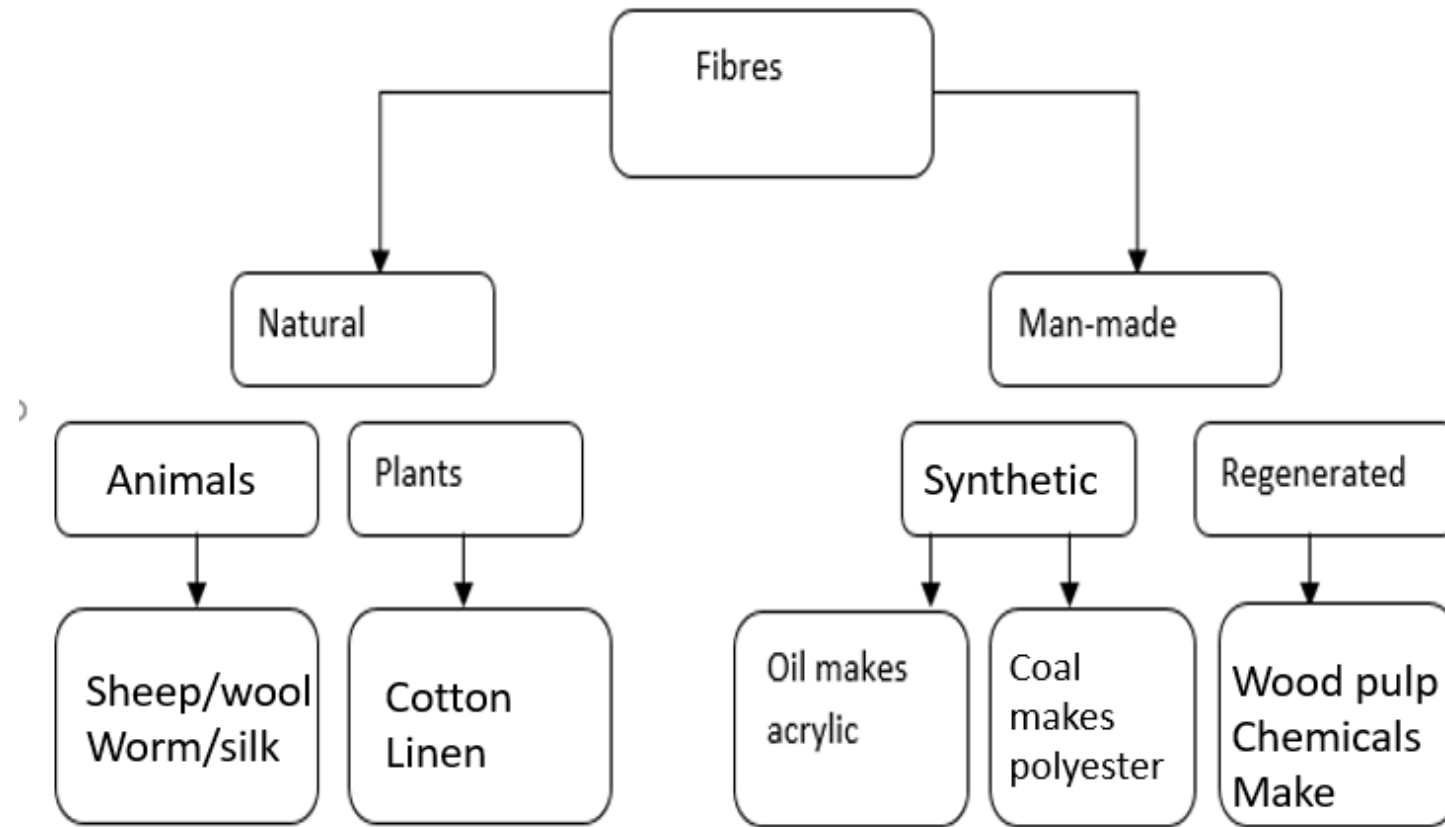 Fibres
Natural
Man-made
Animals
Plants
Synthetic
Regenerated
Sheep/wool
Worm/silk
Cotton
Linen
Oil makes
acrylic
Coal
makes
polyester
Wood pulp
Chemicals
Make